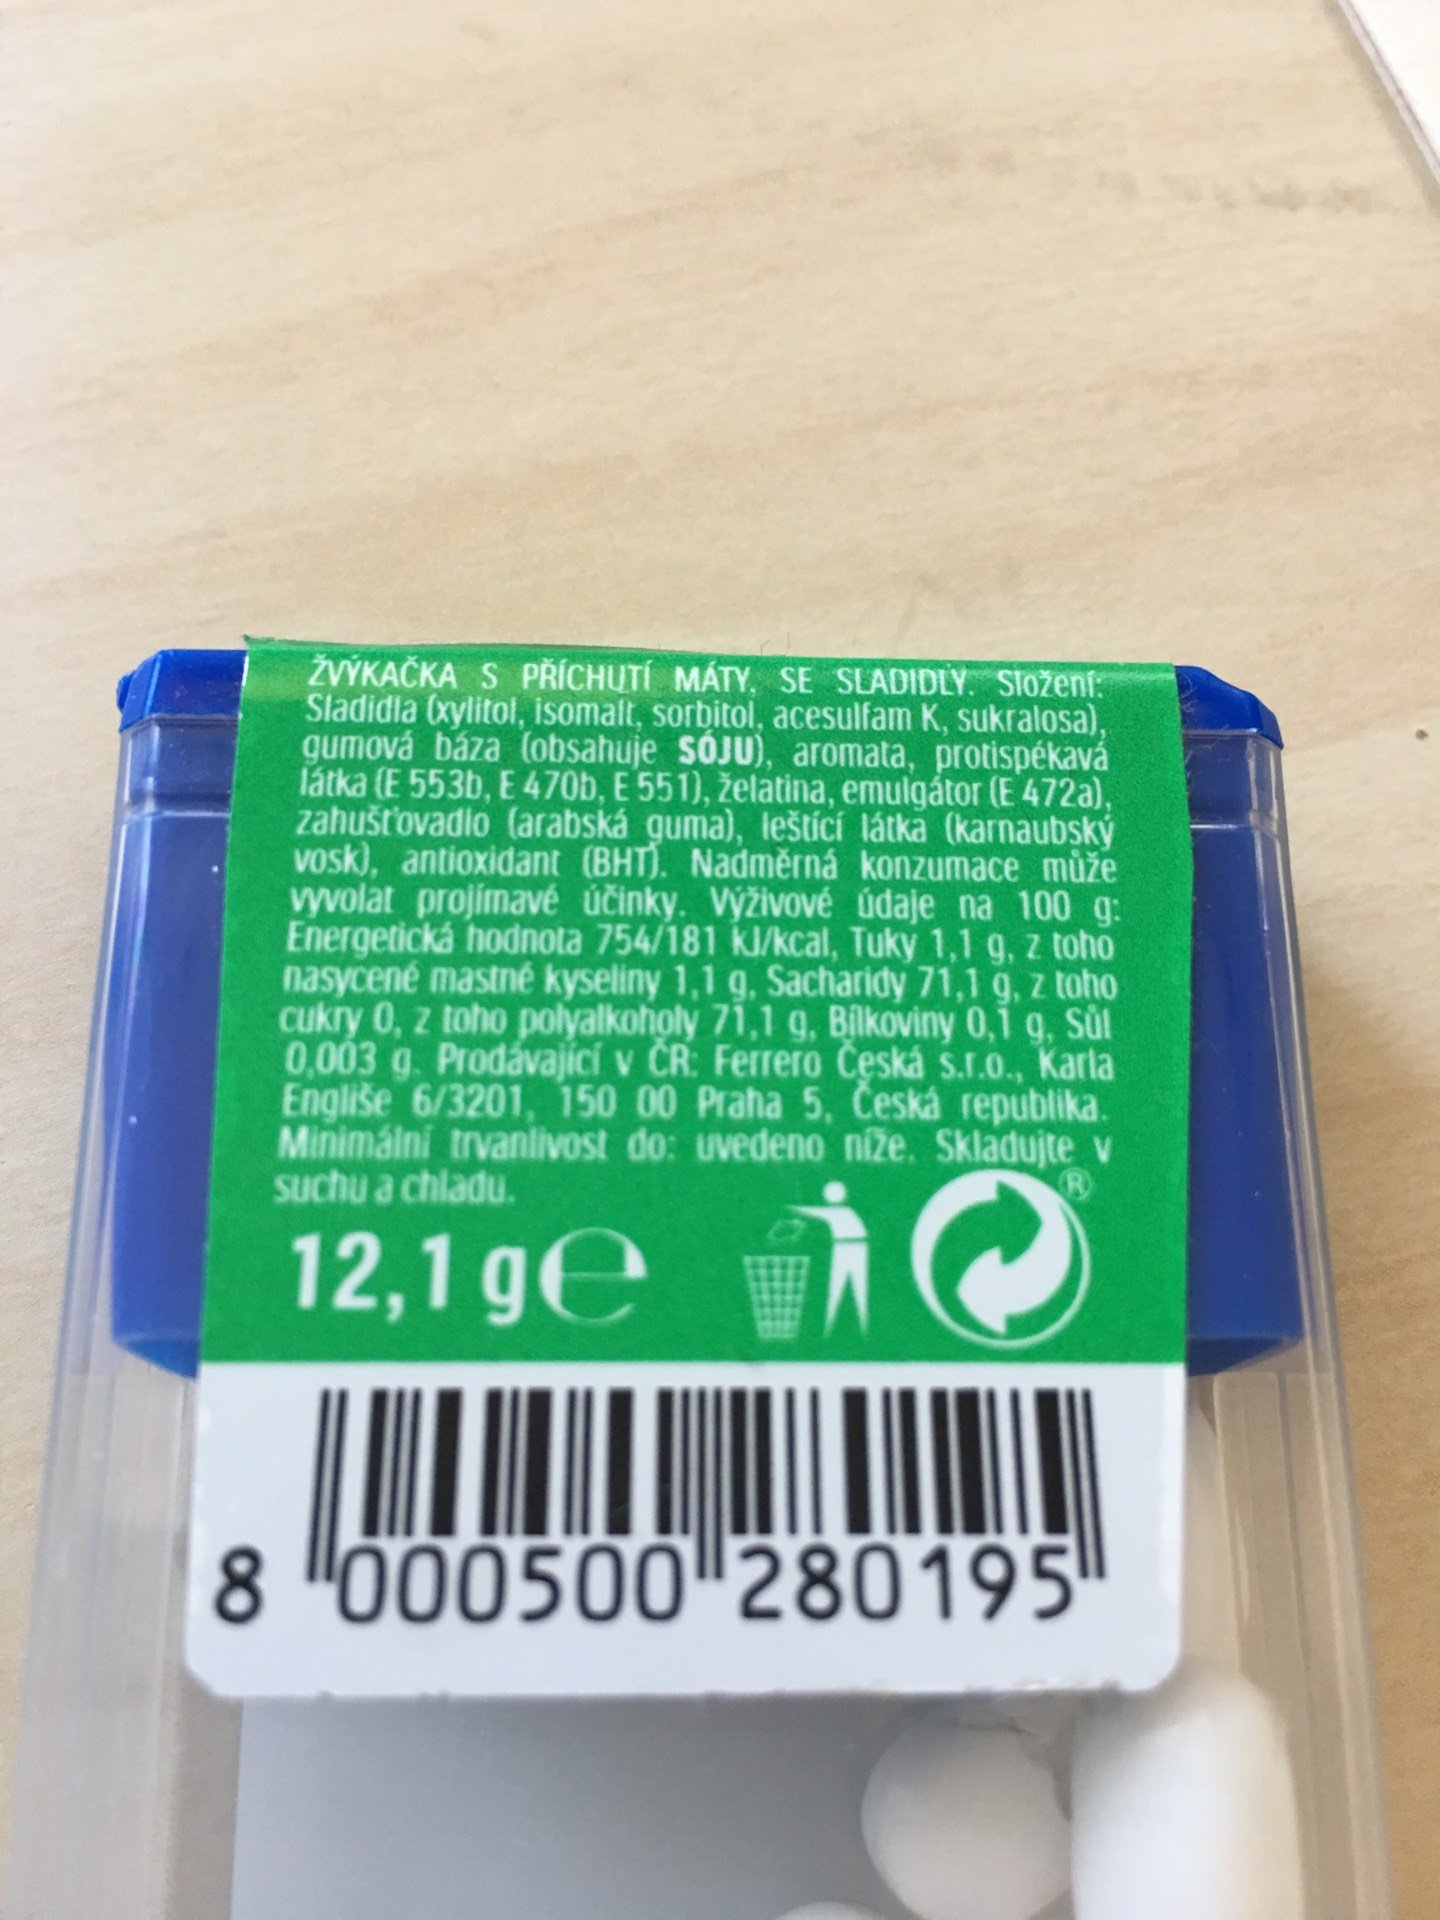 ŽVÝKAČKA S PŘÍCHUTÍ MÁTY, SE SLADIDLY. Složení:
Sladidla (xylitol, isomalt, sorbitol, acesulfam K, sukralosa),
gumová báze (obsahuje SÓJU), aromata, protispékavá
látka (E 553b, E 470b, E 551), želatina, emulgátor (E 472a),
zahušťovadlo (arabská guma), leštící látka (karnaubský
vosk), antioxidant (BHT). Nadměrná konzumace může
vyvolat projímavé účinky. Výživové údaje na 100 g:
Energetická hodnota 754/181 kJ/kcal, Tuky 1,1 g, z toho
nasycené mastné kyseliny 1,1 g, Sacharidy 71,1 g, z toho
cukry 0, z toho polyalkoholy 71,1 g, Bílkoviny 0,1 g, Sůl
0,003 g. Prodávající v ČR: Ferrero Česká s.r.o., Karla
Engliše 6/3201, 150 00 Praha 5, Česká republika.
Minimální trvanlivost do: uvedeno níže. Skladujte v
suchu a chladu.
®
12,1 g e
8 000500 280195